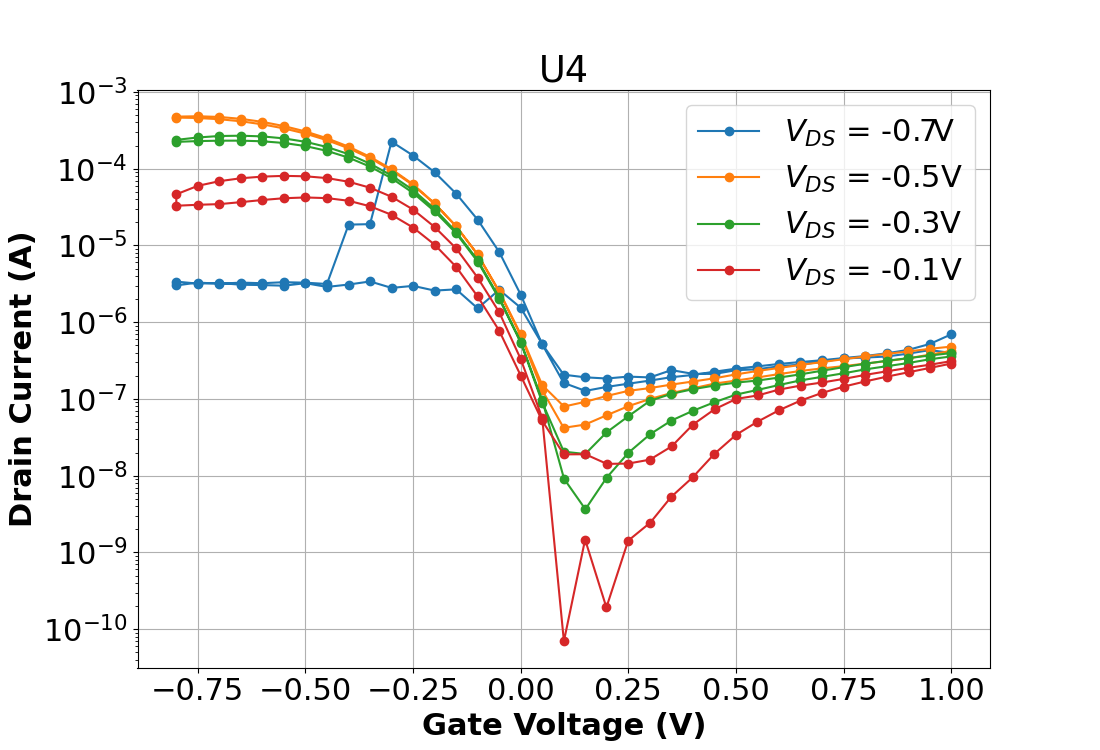 U4
10⁻³
10⁻⁴
10⁻⁵
10⁻⁶
10⁻⁷
10⁻⁸
10⁻⁹
10⁻¹⁰
Drain Current (A)
V_DS = -0.7V
V_DS = -0.5V
V_DS = -0.3V
V_DS = -0.1V
−0.75 −0.50 −0.25 0.00 0.25 0.50 0.75 1.00
Gate Voltage (V)